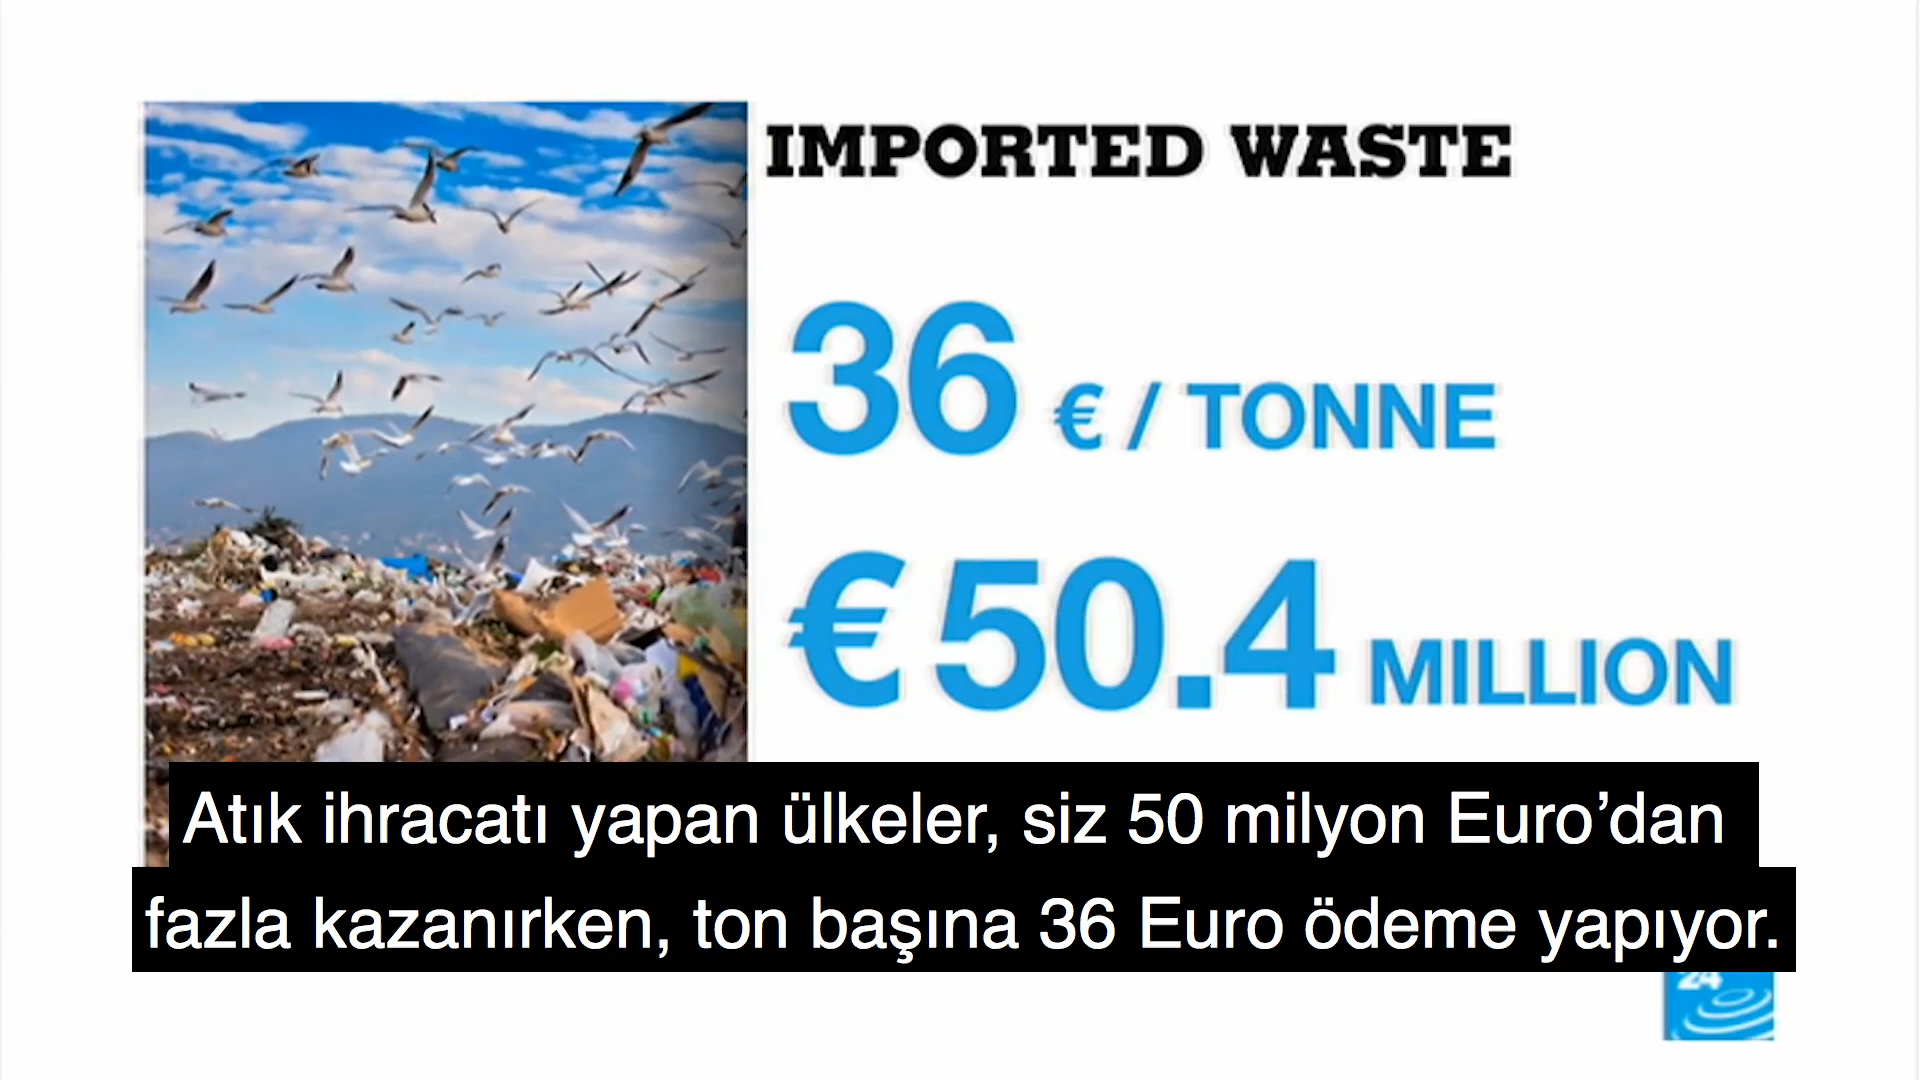 IMPORTED WASTE
36 € / TONNE
€50.4 MILLION
Atık ihracatı yapan ülkeler, siz 50 milyon Euro’dan
fazla kazanırken, ton başına 36 Euro ödeme yapıyor.
24